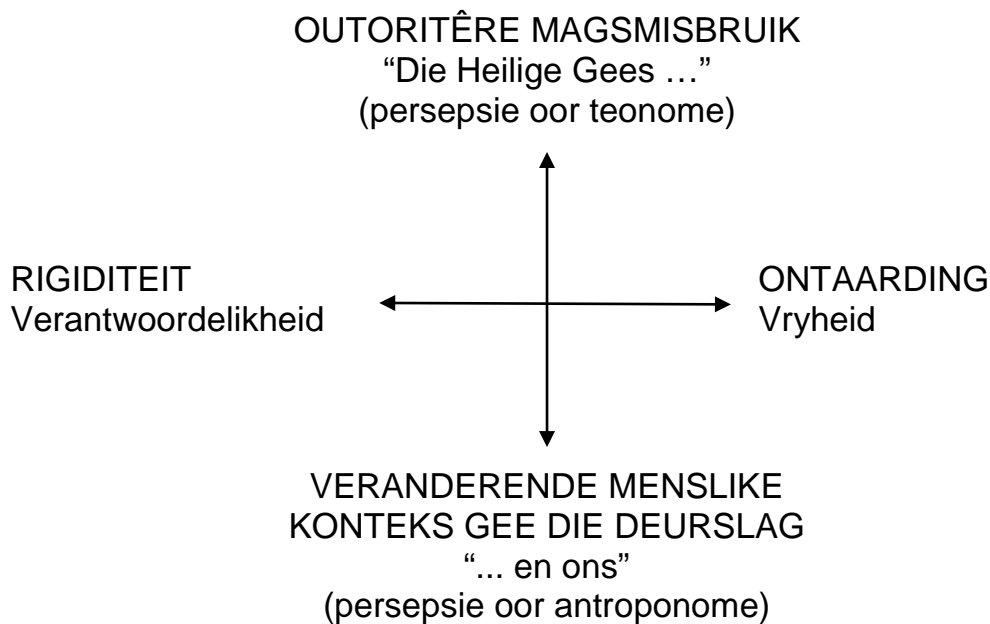 OUTORITÊRE MAGSMISBRUIK
“Die Heilige Gees …”
(persepsie oor teonome)
RIGIDITEIT
Verantwoordelikheid
ONTAARDING
Vryheid
VERANDERENDE MENSLIKE
KONTEKS GEE DIE DEURSLAG
“... en ons”
(persepsie oor antroponome)